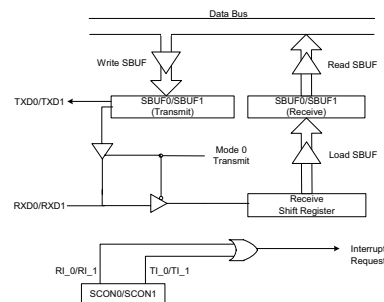 Data Bus
Write SBUF
Read SBUF
TXD0/TXD1
SBUF0/SBUF1
(Transmit)
SBUF0/SBUF1
(Receive)
Mode 0
Transmit
Load SBUF
RXD0/RXD1
Receive
Shift Register
Interrupt
Request
RI_0/RI_1
TI_0/TI_1
SCON0/SCON1